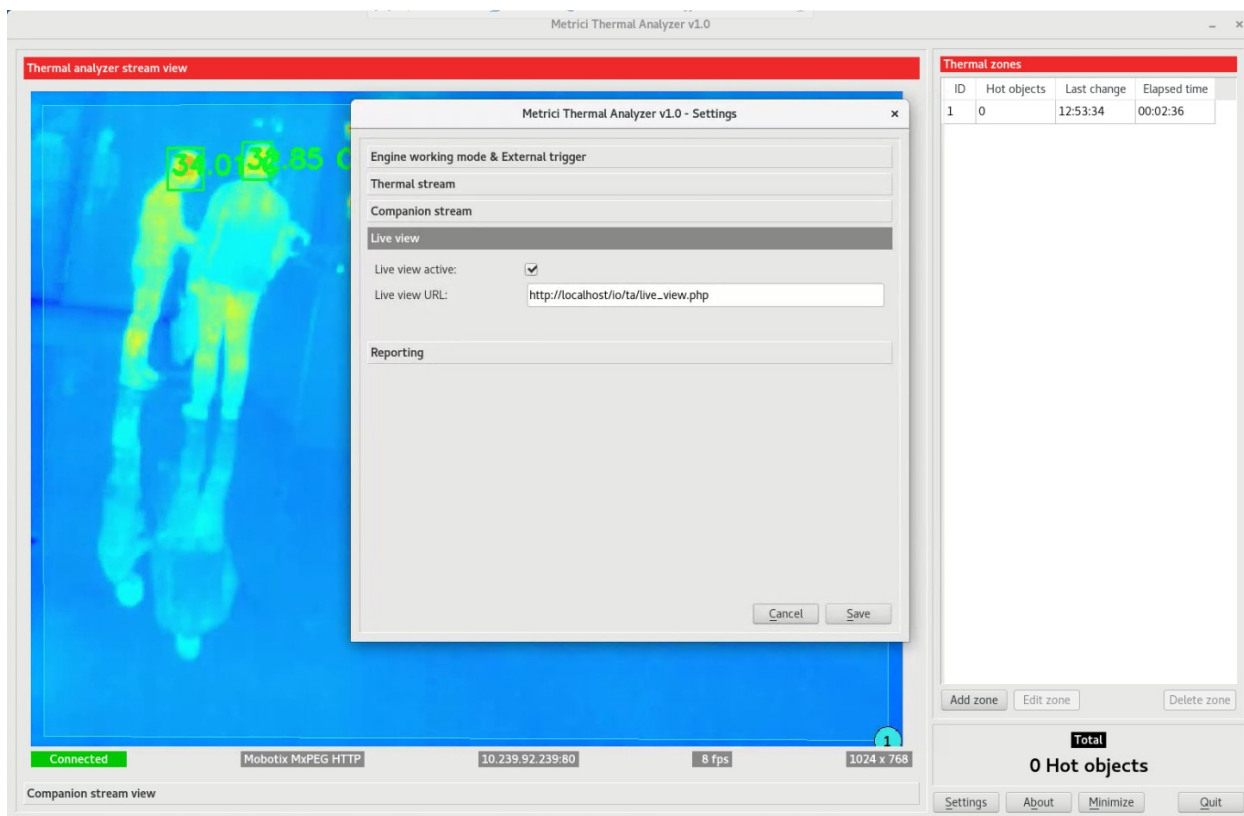 Metrici Thermal Analyzer v1.0
Thermal analyzer stream view
Thermal zones
ID Hot objects Last change Elapsed time
1 0 12:53:34 00:02:36
Metrici Thermal Analyzer v1.0 - Settings
Engine working mode & External trigger
Thermal stream
Companion stream
Live view
Live view active:
Live view URL: http://localhost/io/ta/live_view.php
Reporting
Cancel Save
1
Connected Mobotix MxPEG HTTP 10.239.92.239:80 8 fps 1024 x 768
Companion stream view
Add zone Edit zone Delete zone
Total
0 Hot objects
Settings About Minimize Quit